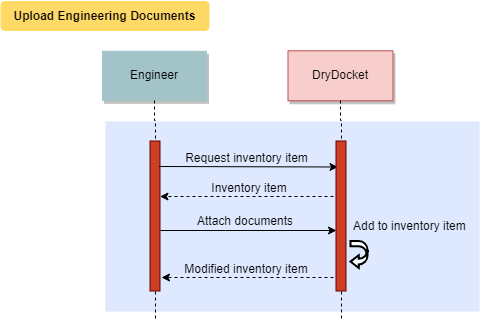 Upload Engineering Documents
Engineer
DryDocket
Request inventory item
Inventory item
Attach documents
Add to inventory item
Modified inventory item